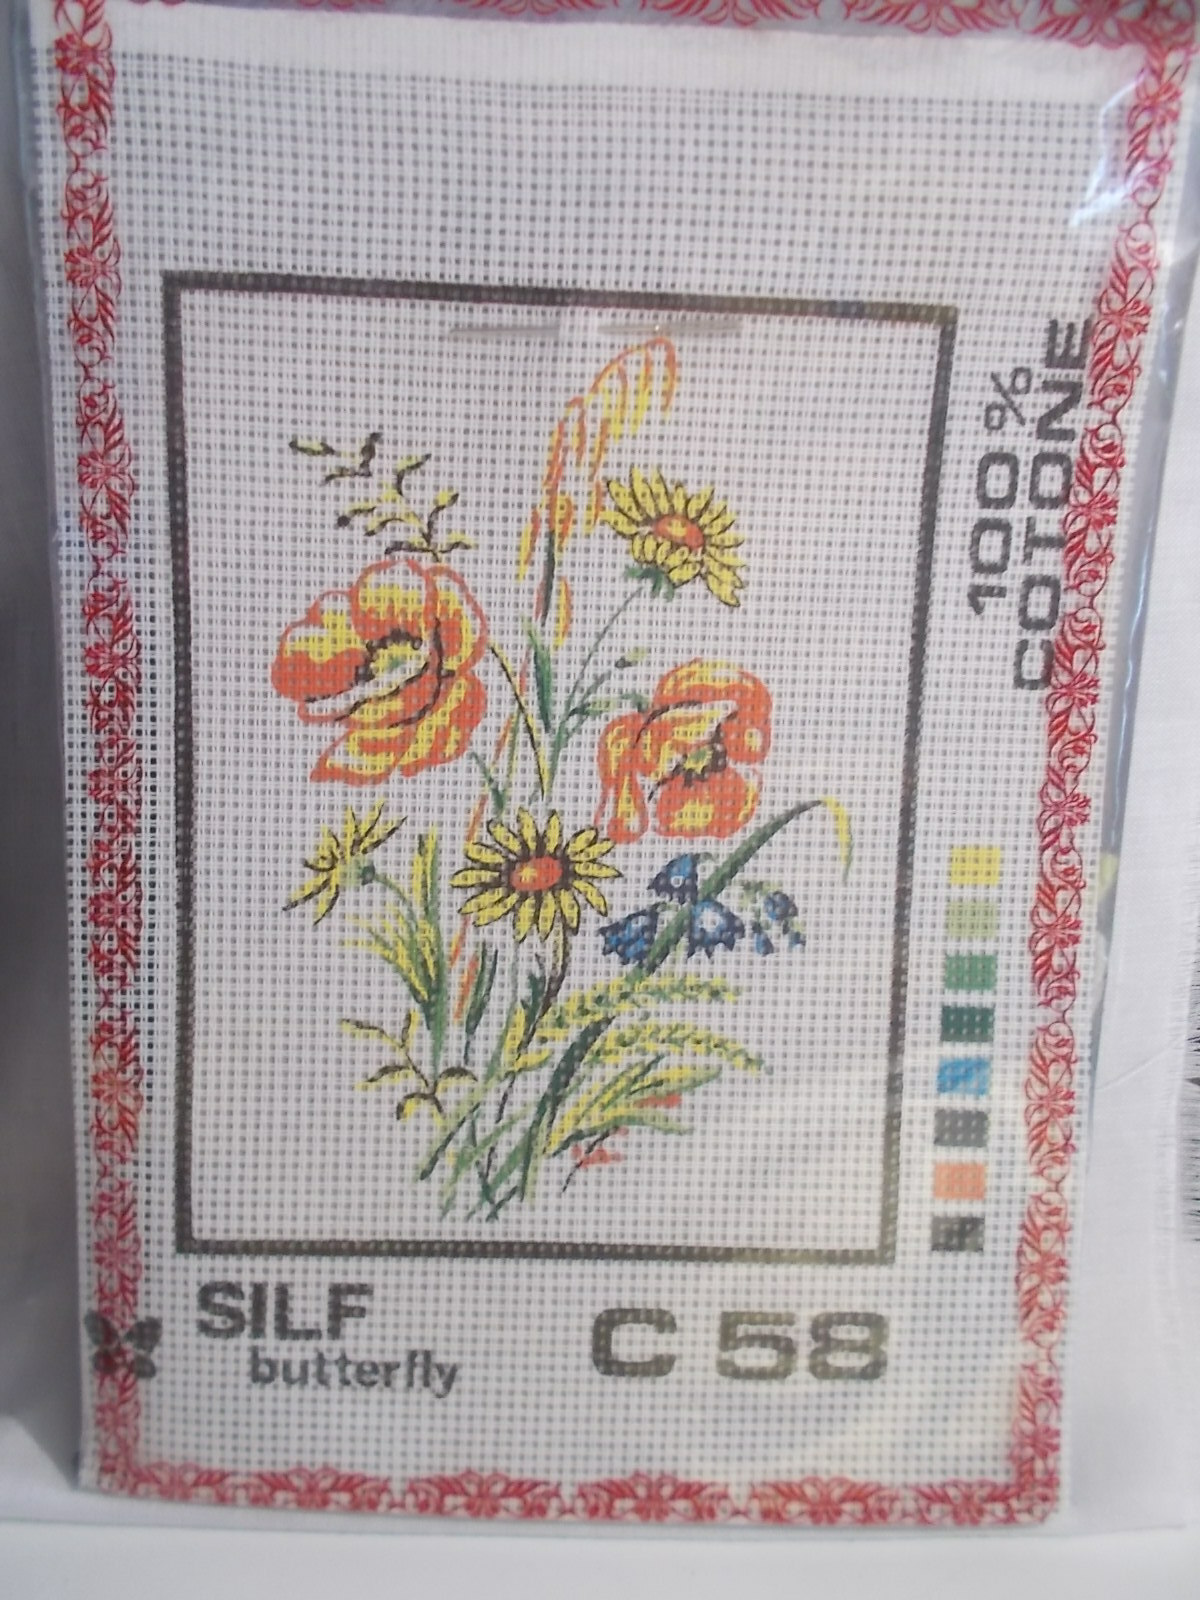 100%
COTONE
SILF
butterfly
C 58